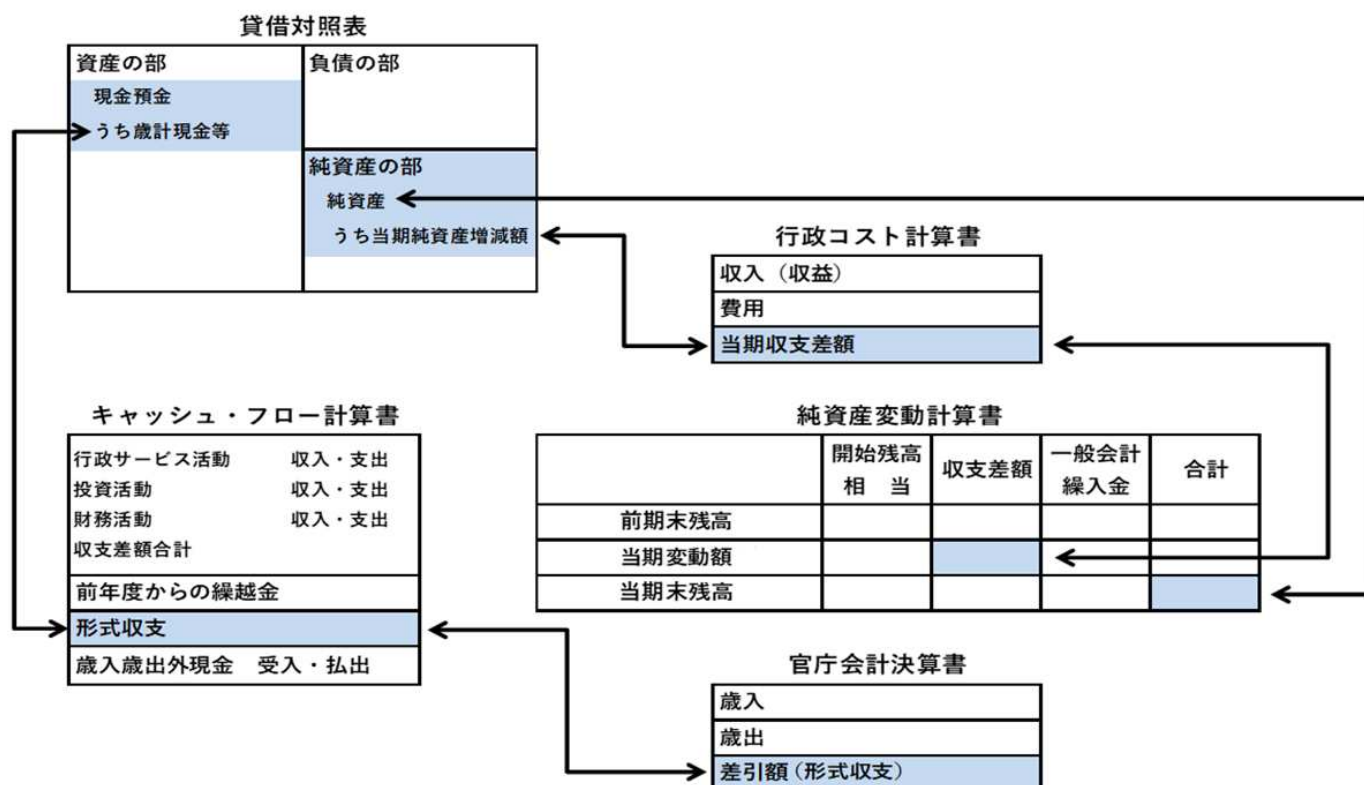 貸借対照表
資産の部
現金預金
うち歳計現金等
負債の部
純資産の部
純資産
うち当期純資産増減額
行政コスト計算書
収入（収益）
費用
当期収支差額
キャッシュ・フロー計算書
行政サービス活動 収入・支出
投資活動 収入・支出
財務活動 収入・支出
収支差額合計
前年度からの繰越金
形式収支
歳入歳出外現金 受入・払出
純資産変動計算書
開始残高
相 当
収支差額
一般会計
繰入金
合計
前期末残高
当期変動額
当期末残高
官庁会計決算書
歳入
歳出
差引額（形式収支）